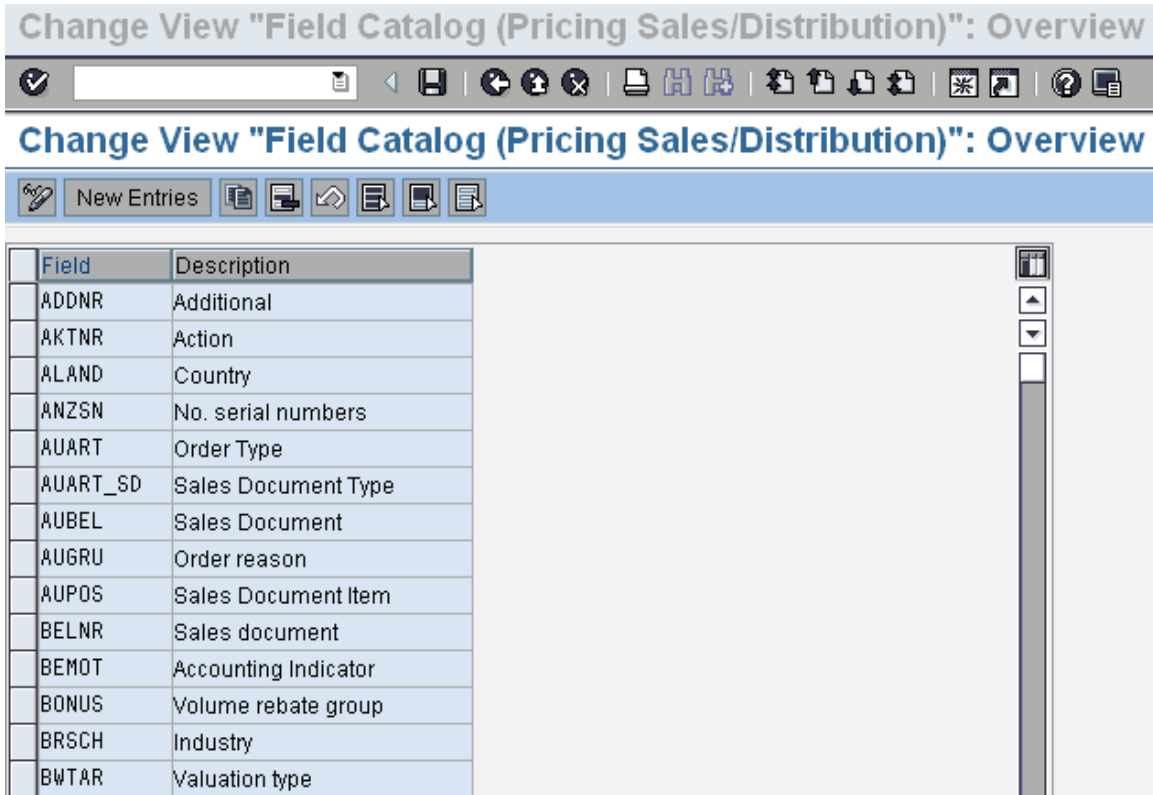 Change View "Field Catalog (Pricing Sales/Distribution)": Overview
Change View "Field Catalog (Pricing Sales/Distribution)": Overview
New Entries
Field Description
ADDNR Additional
AKTNR Action
ALAND Country
ANZSN No. serial numbers
AUART Order Type
AUART_SD Sales Document Type
AUBEL Sales Document
AUGRU Order reason
AUPOS Sales Document Item
BELNR Sales document
BEMOT Accounting Indicator
BONUS Volume rebate group
BRSCH Industry
BWTAR Valuation type